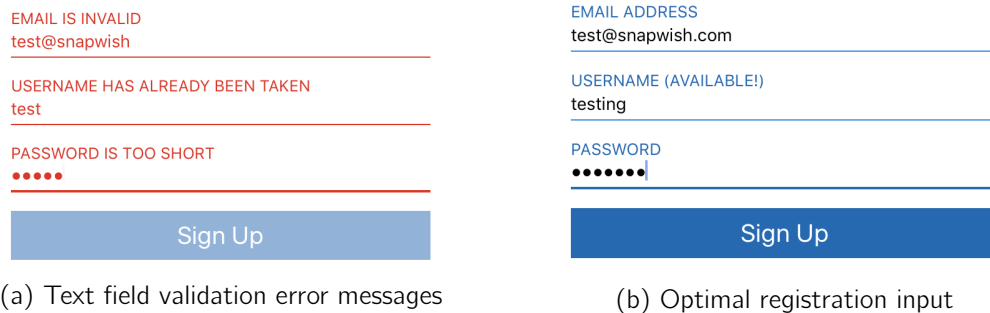 EMAIL IS INVALID
test@snapwish
USERNAME HAS ALREADY BEEN TAKEN
test
PASSWORD IS TOO SHORT
●●●●●
Sign Up
(a) Text field validation error messages
EMAIL ADDRESS
test@snapwish.com
USERNAME (AVAILABLE!)
testing
PASSWORD
●●●●●●●
Sign Up
(b) Optimal registration input